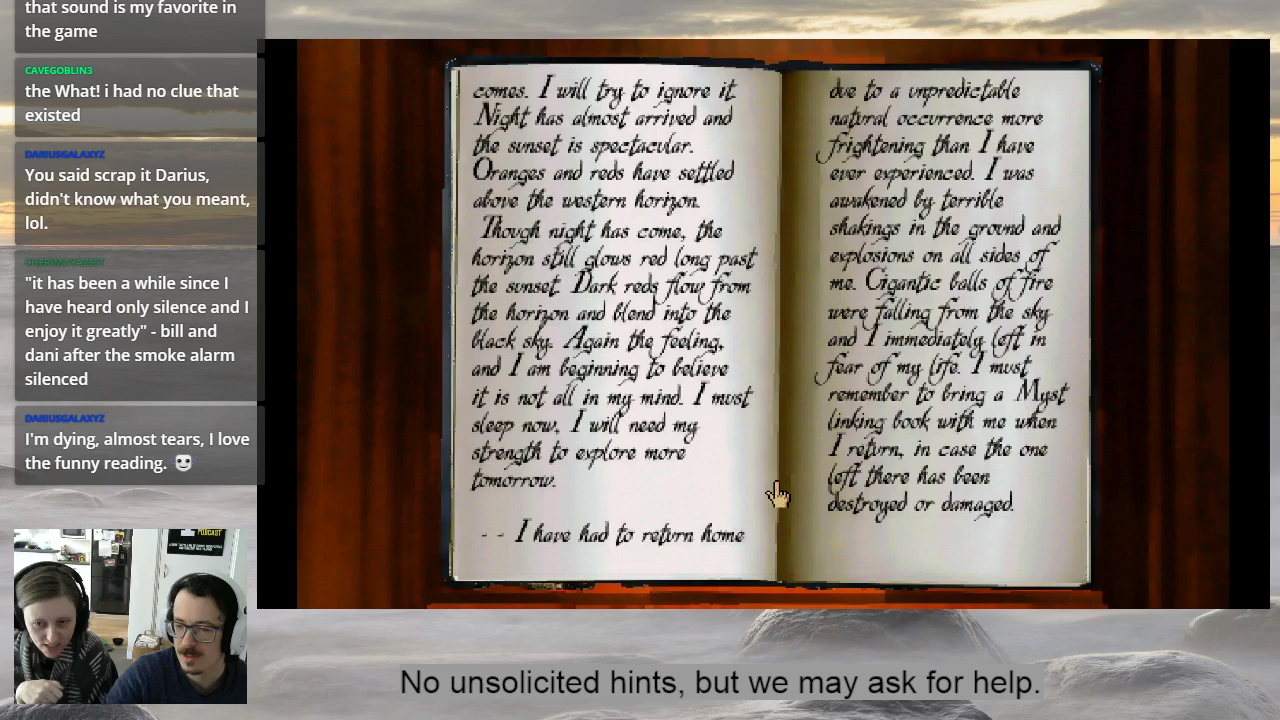 that sound is my favorite in
the game
CAVEGOBLIN3
the What! i had no clue that
existed
DARIUSGALAXYZ
You said scrap it Darius,
didn't know what you meant,
lol.
"it has been a while since I
have heard only silence and I
enjoy it greatly" - bill and
dani after the smoke alarm
silenced
DARIUSGALAXYZ
I'm dying, almost tears, I love
the funny reading.
PODCAST
comes. I will try to ignore it.
Night has almost arrived and
the sunset is spectacular.
Oranges and reds have settled
above the western horizon.
Though night has come, the
horizon still glows red long past
the sunset. Dark reds flow from
the horizon and blend into the
black sky. Again the feeling,
and I am beginning to believe
it is not all in my mind. I must
sleep now, I will need my
strength to explore more
tomorrow.
- - I have had to return home
due to a unpredictable
natural occurrence more
frightening than I have
ever experienced. I was
awakened by terrible
shakings in the ground and
explosions on all sides of
me. Gigantic balls of fire
were falling from the sky
and I immediately left in
fear of my life. I must
remember to bring a Myst
linking book with me when
I return, in case the one
left there has been
destroyed or damaged.
No unsolicited hints, but we may ask for help.